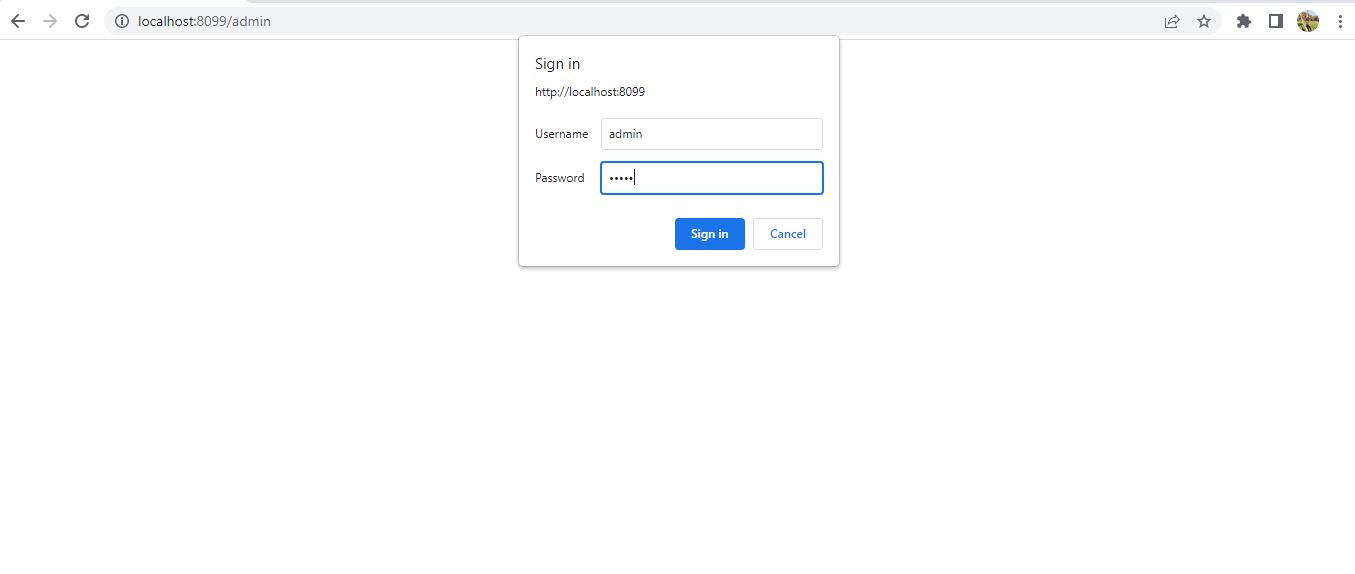 localhost:8099/admin
Sign in
http://localhost:8099
Username admin
Password •••••
Sign in Cancel